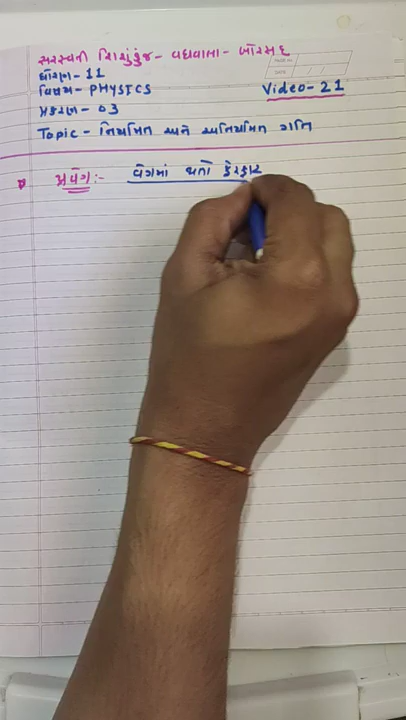 સરસ્વતી શિશુકુંજ - વધાવાલા - બોરસદ
ધોરણ - 11
વિષય - PHYSICS
Video - 21
પ્રકરણ - 03
Topic - નિયમિત અને અનિયમિત ગતિ
પ્રવેગ :- વેગમાં થતો ફેરફાર